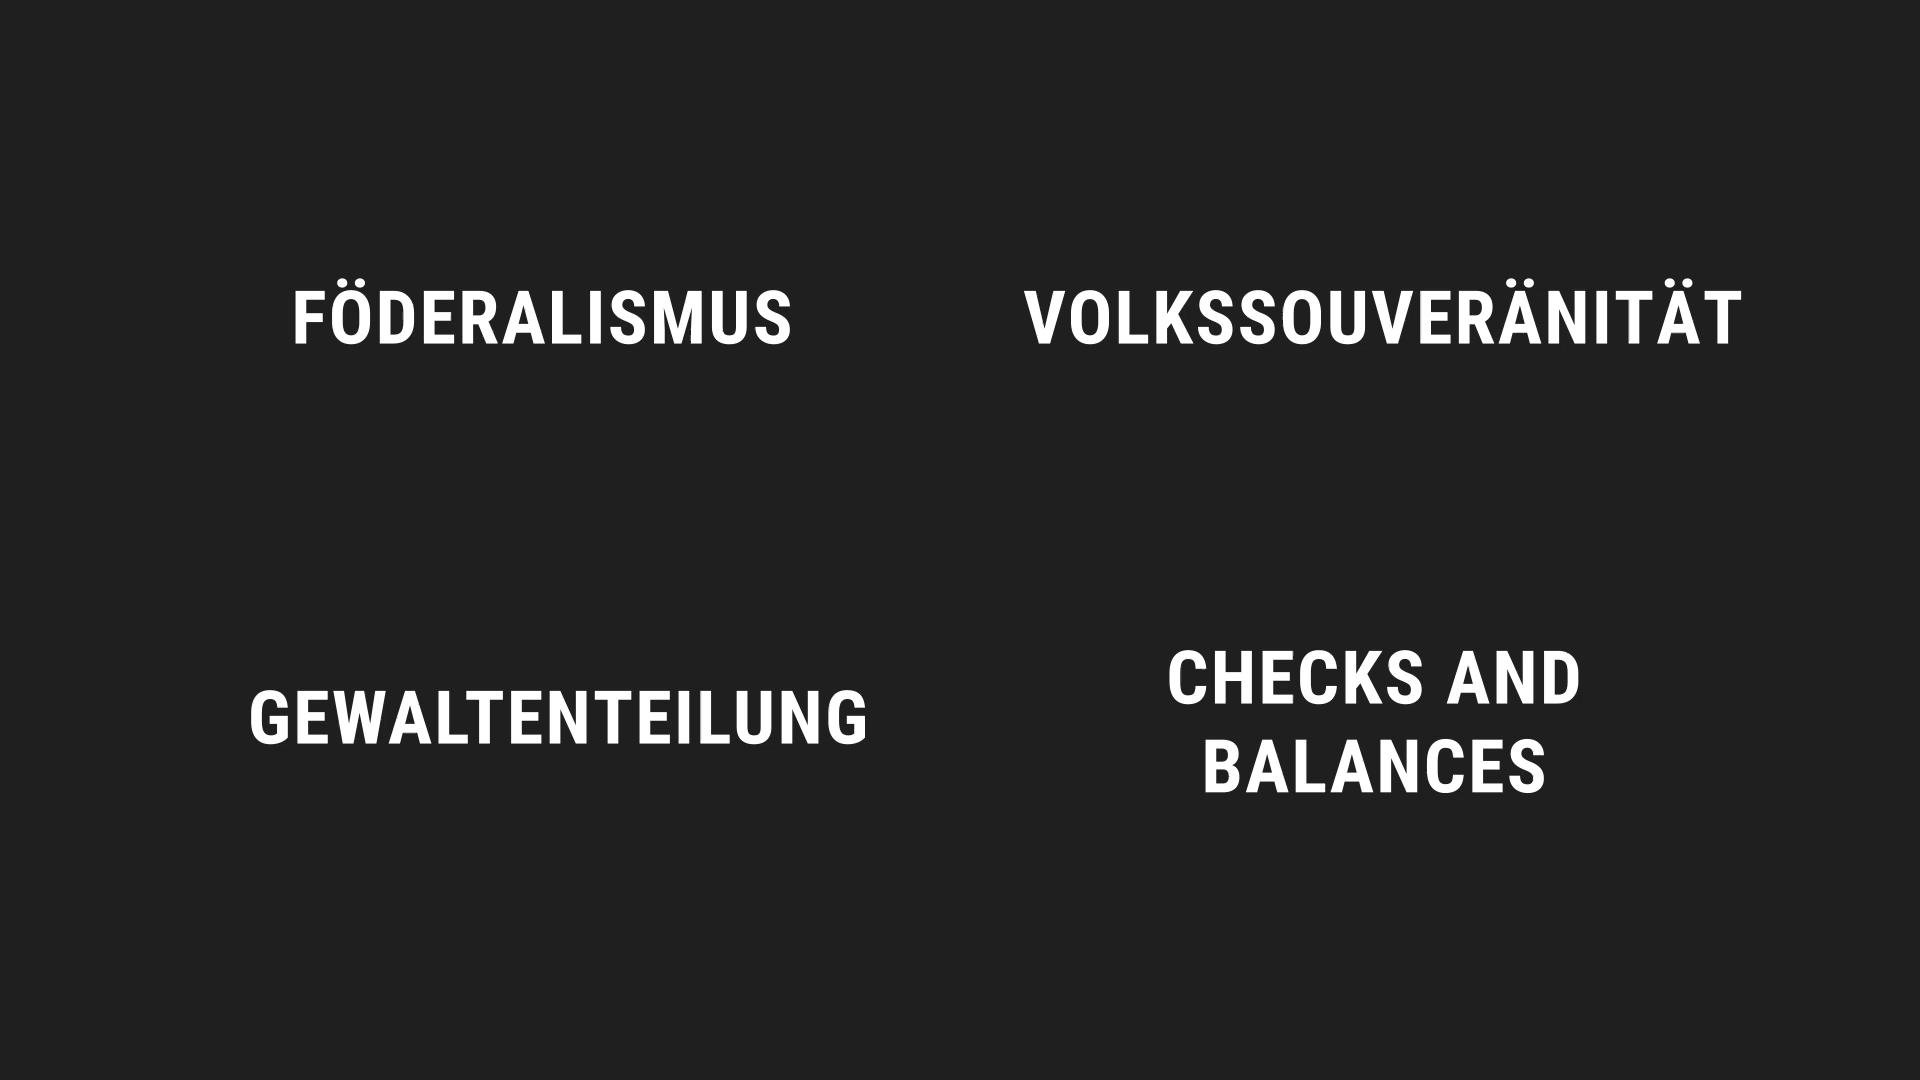 FÖDERALISMUS
VOLKSSOUVERÄNITÄT
GEWALTENTEILUNG
CHECKS AND
BALANCES